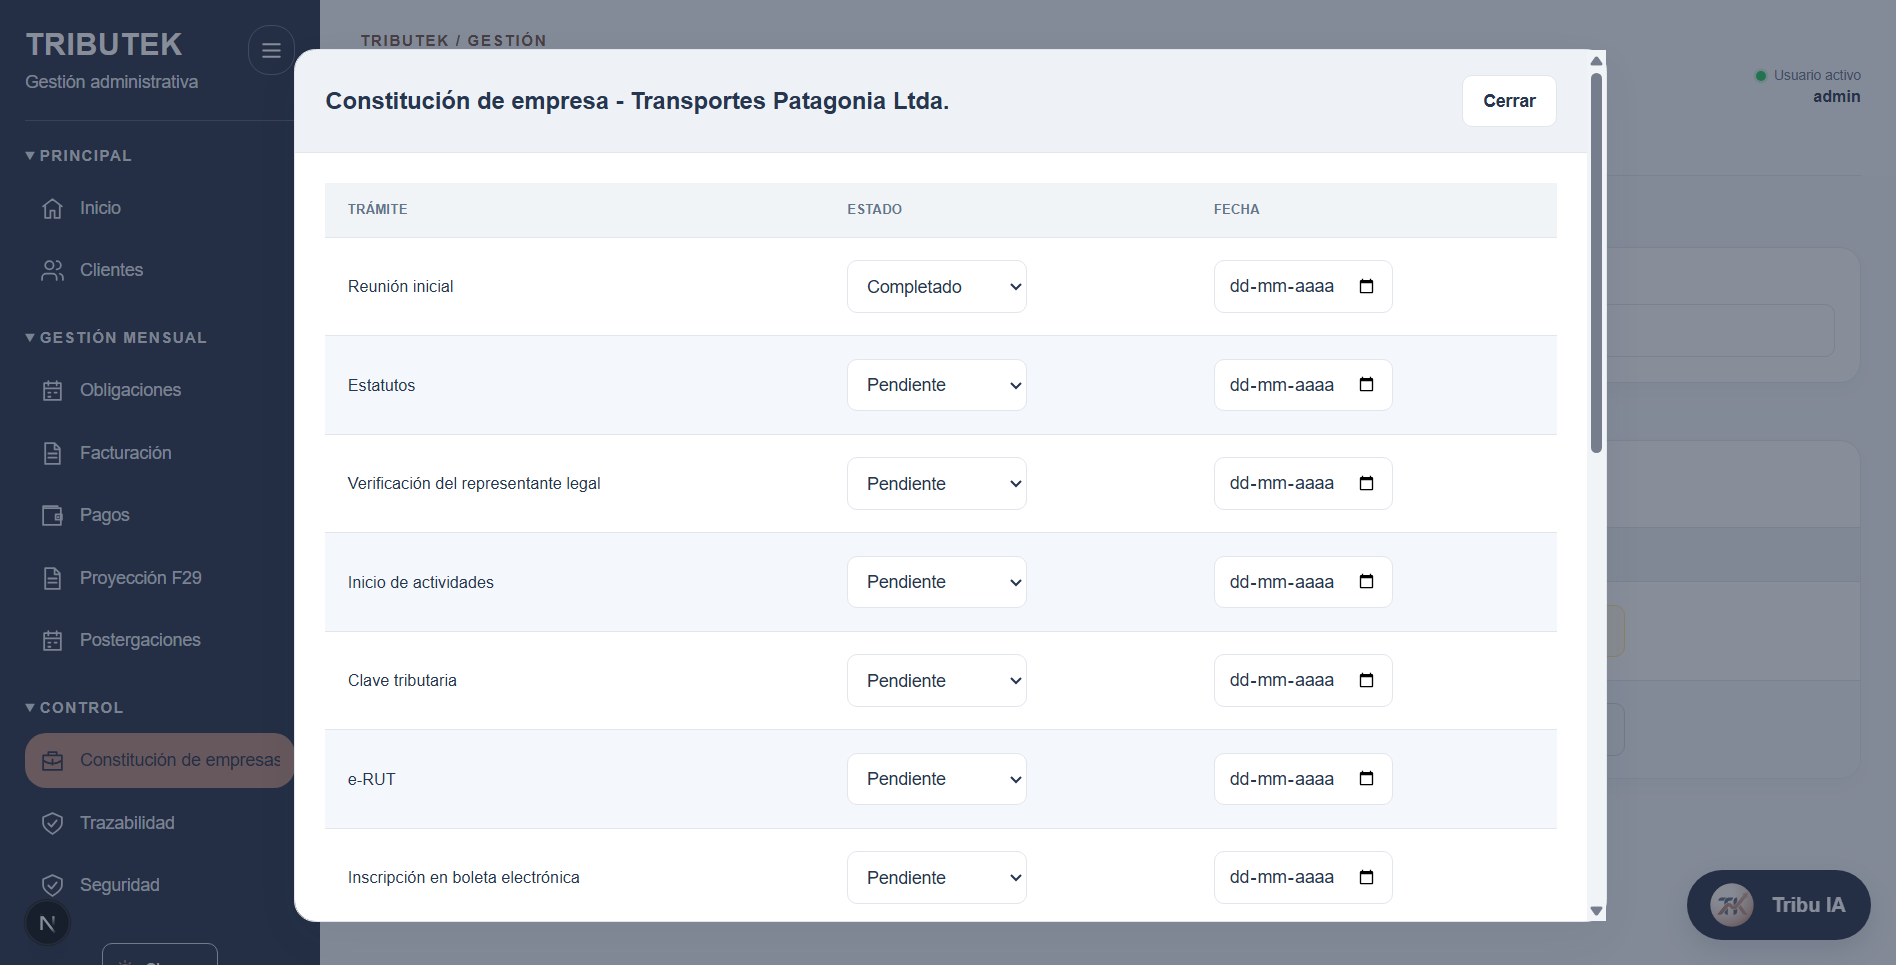 TRIBUTEK
Gestión administrativa
▾ PRINCIPAL
Inicio
Clientes
▾ GESTIÓN MENSUAL
Obligaciones
Facturación
Pagos
Proyección F29
Postergaciones
▾ CONTROL
Constitución de empresas
Trazabilidad
Seguridad
N
TRIBUTEK / GESTIÓN
Usuario activo
admin
Constitución de empresa - Transportes Patagonia Ltda.
Cerrar
TRÁMITE ESTADO FECHA
Reunión inicial Completado dd-mm-aaaa
Estatutos Pendiente dd-mm-aaaa
Verificación del representante legal Pendiente dd-mm-aaaa
Inicio de actividades Pendiente dd-mm-aaaa
Clave tributaria Pendiente dd-mm-aaaa
e-RUT Pendiente dd-mm-aaaa
Inscripción en boleta electrónica Pendiente dd-mm-aaaa
TK
Tribu IA